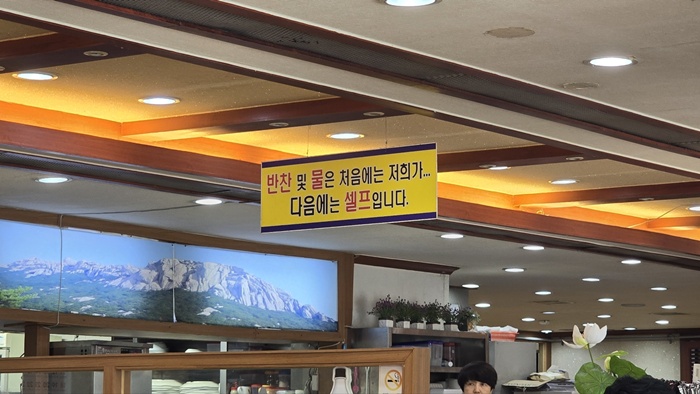 반찬 및 물은 처음에는 저희가...
다음에는 셀프입니다.